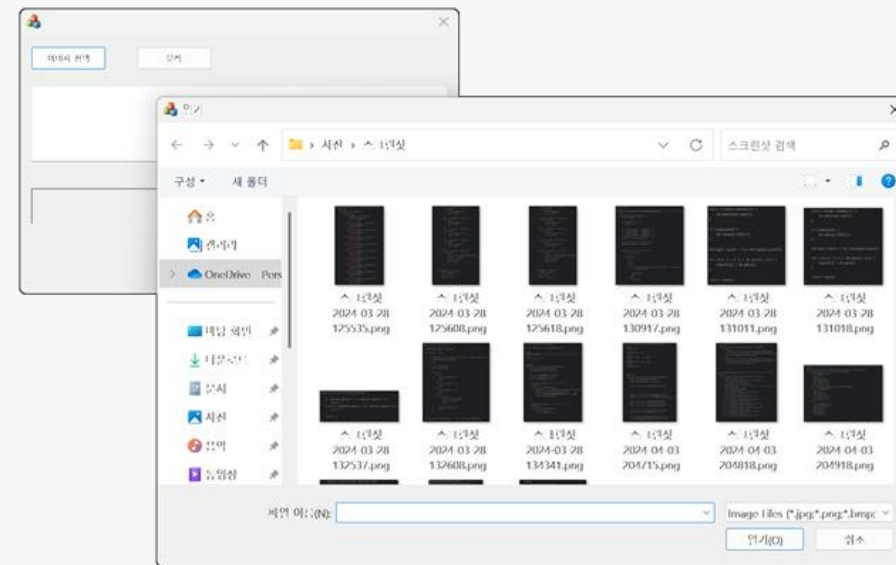 이미지 선택
분석
열기
사진 > 스크린샷
스크린샷 검색
구성
새 폴더
홈
갤러리
OneDrive - Pers
바탕 화면
다운로드
문서
사진
음악
동영상
스크린샷 2024-03-28 125535.png
스크린샷 2024-03-28 125608.png
스크린샷 2024-03-28 125618.png
스크린샷 2024-03-28 130917.png
스크린샷 2024-03-28 131011.png
스크린샷 2024-03-28 131018.png
스크린샷 2024-03-28 132537.png
스크린샷 2024-03-28 132608.png
스크린샷 2024-03-28 134341.png
스크린샷 2024-04-03 204715.png
스크린샷 2024-04-03 204818.png
스크린샷 2024-04-03 204918.png
파일 이름(N):
Image Files (*.jpg;*.png;*.bmp;
열기(O)
취소